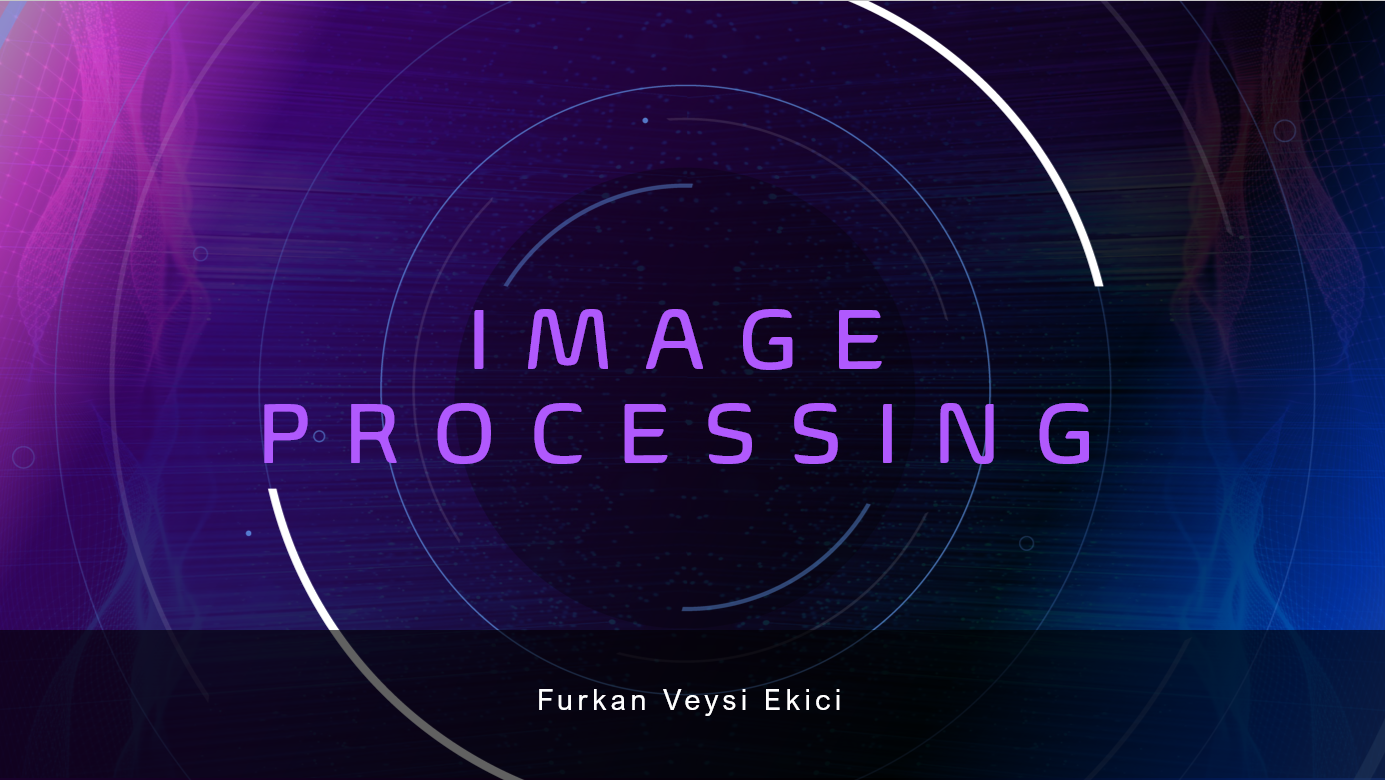 IMAGE
PROCESSING
Furkan Veysi Ekici